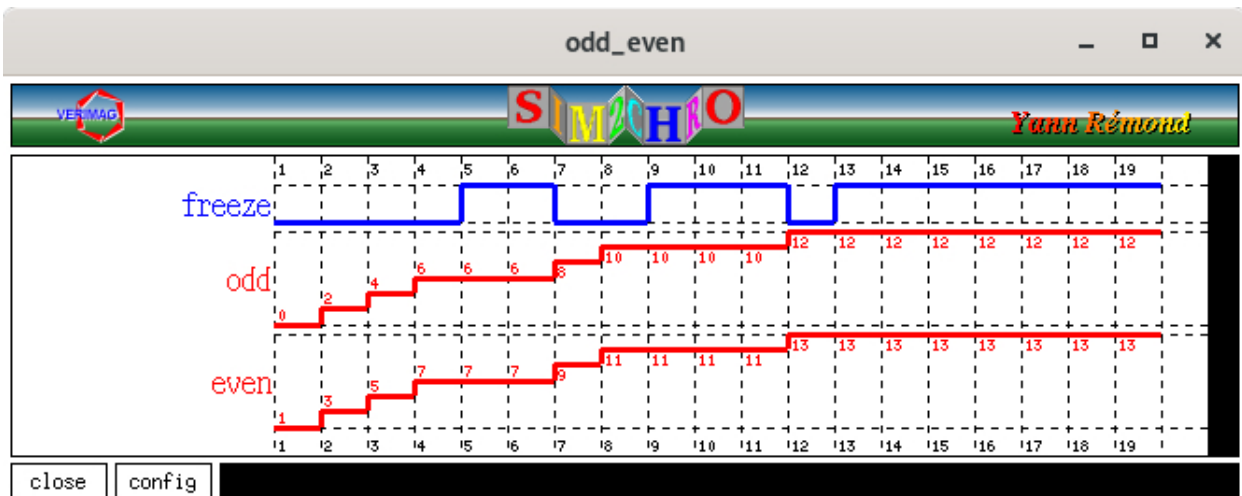 odd_even
VERIMAG
SIM2CHRO
Yann Rémond
1 2 3 4 5 6 7 8 9 10 11 12 13 14 15 16 17 18 19
freeze
odd
0 2 4 6 6 6 8 10 10 10 10 12 12 12 12 12 12 12 12
even
1 3 5 7 7 7 9 11 11 11 11 13 13 13 13 13 13 13 13
1 2 3 4 5 6 7 8 9 10 11 12 13 14 15 16 17 18 19
close config